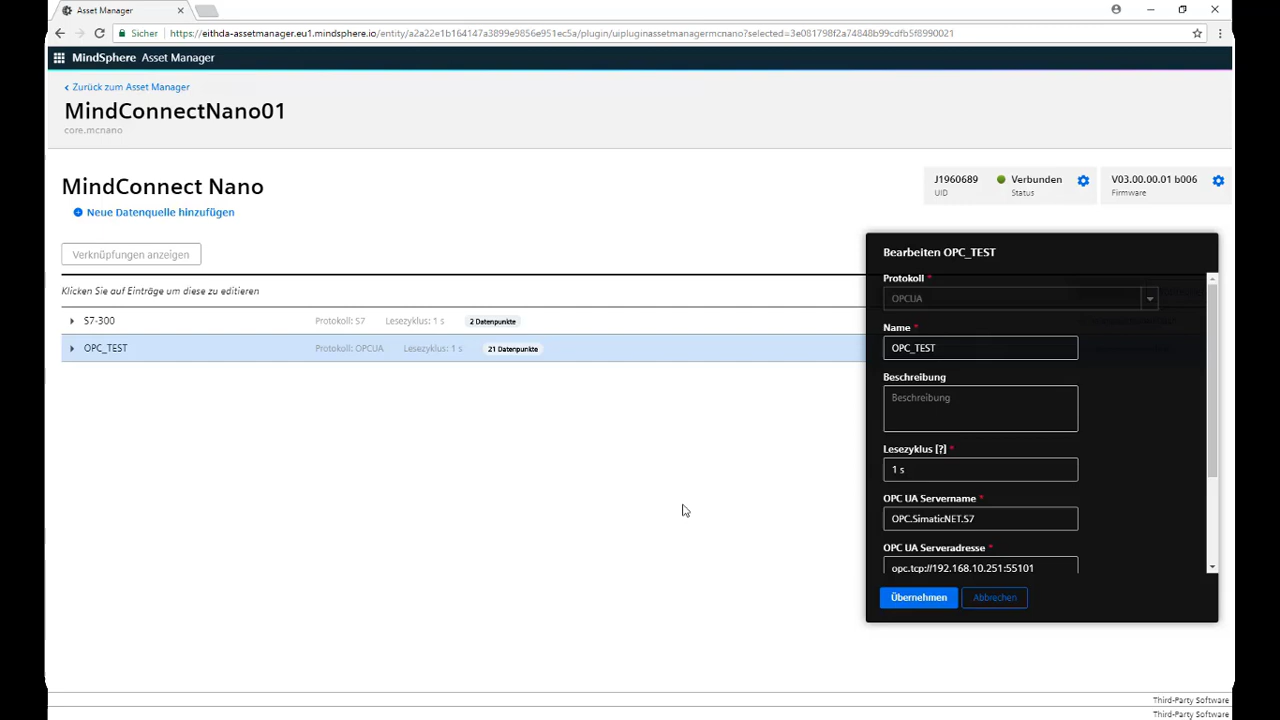 Asset Manager
Sicher
https://eithda-assetmanager.eu1.mindsphere.io/entity/a2a22e1b164147a3899e9856e951ec5a/plugin/uipluginassetmanagermcnano?selected=3e081798f2a74848b99cdfb5f8990021
MindSphere Asset Manager
Zurück zum Asset Manager
MindConnectNano01
core.mcnano
MindConnect Nano
J1960689
UID
Verbunden
Status
V03.00.00.01 b006
Firmware
Neue Datenquelle hinzufügen
Verknüpfungen anzeigen
Klicken Sie auf Einträge um diese zu editieren
S7-300 Protokoll: S7 Lesezyklus: 1 s 2 Datenpunkte
OPC_TEST Protokoll: OPCUA Lesezyklus: 1 s 21 Datenpunkte
Bearbeiten OPC_TEST
Protokoll *
OPCUA
Name *
OPC_TEST
Beschreibung
Beschreibung
Lesezyklus [?] *
1 s
OPC UA Servername *
OPC.SimaticNET.S7
OPC UA Serveradresse *
opc.tcp://192.168.10.251:55101
Übernehmen Abbrechen
Third-Party Software
Third-Party Software